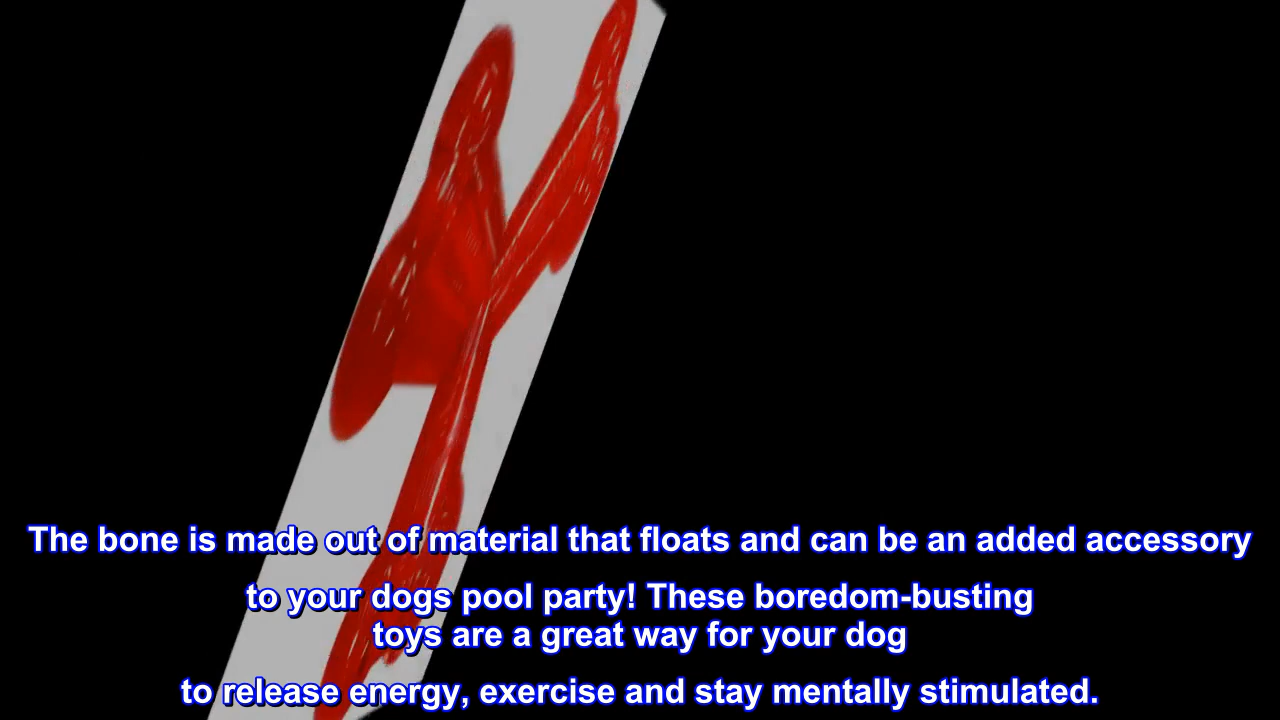 The bone is made out of material that floats and can be an added accessory
to your dogs pool party! These boredom-busting
toys are a great way for your dog
to release energy, exercise and stay mentally stimulated.